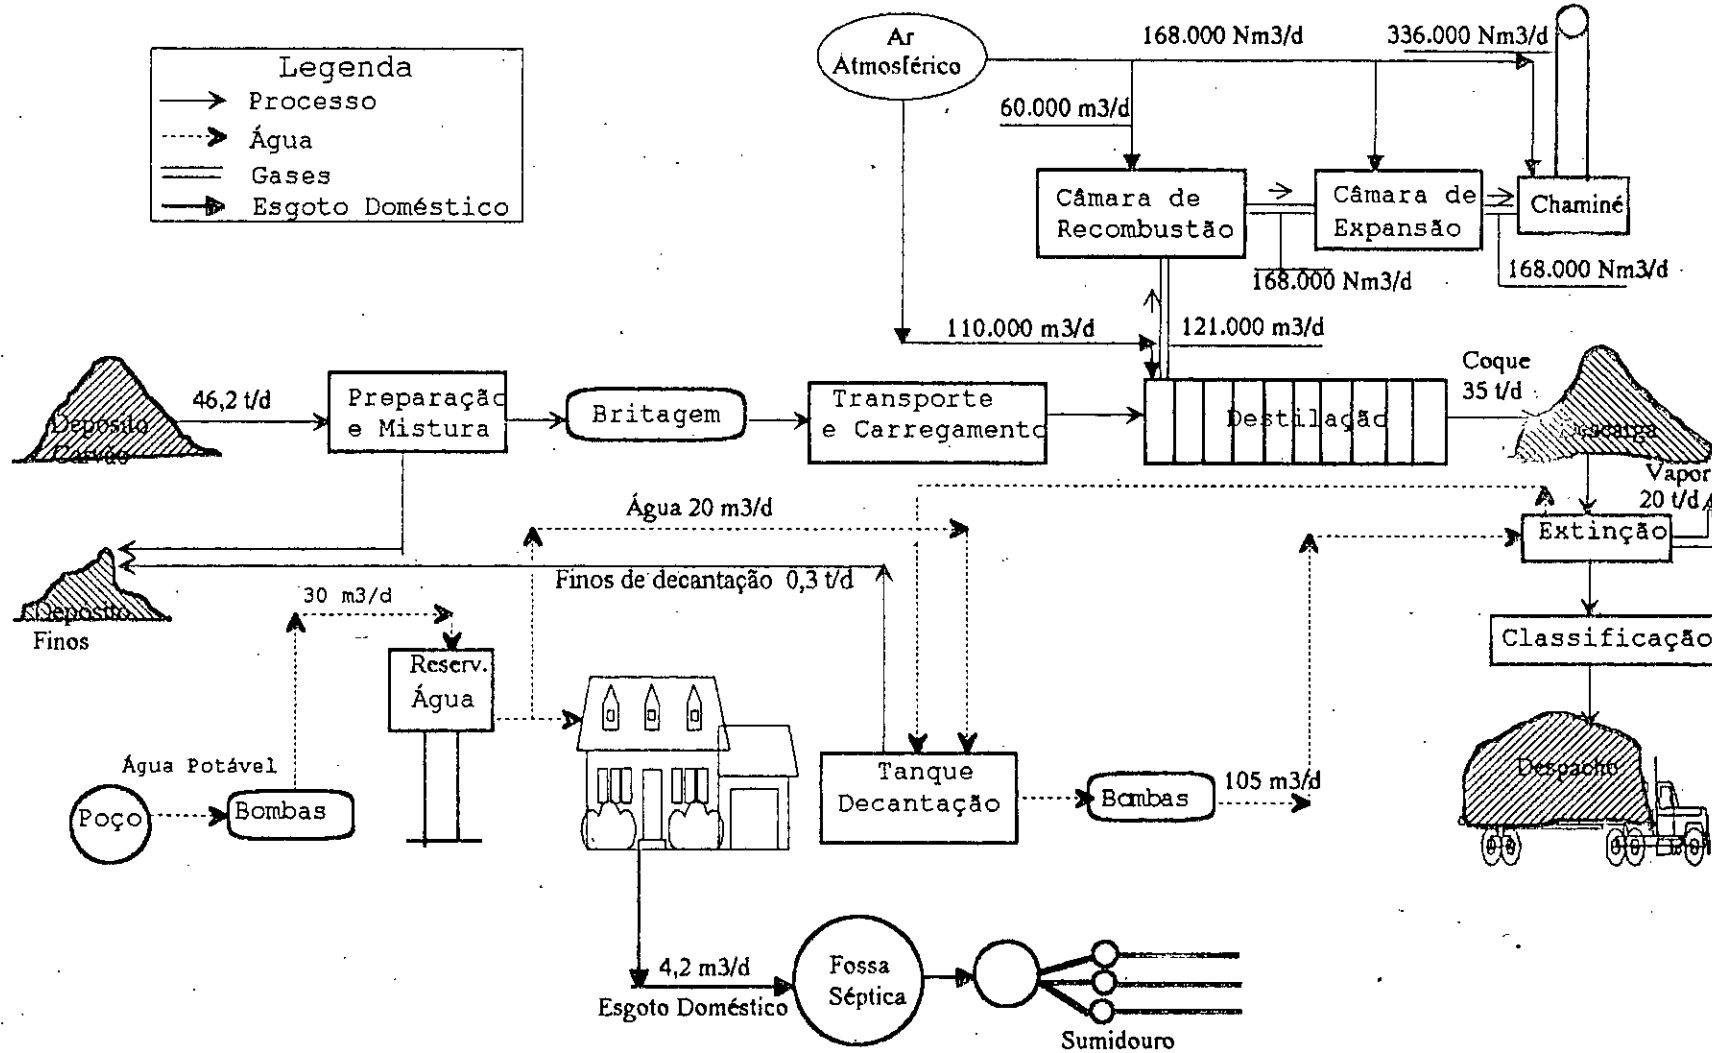 Legenda
Processo
Água
Gases
Esgoto Doméstico
Ar
Atmosférico
168.000 Nm3/d
336.000 Nm3/d
60.000 m3/d
Câmara de
Recombustão
Câmara de
Expansão
Chaminé
168.000 Nm3/d
168.000 Nm3/d
110.000 m3/d
121.000 m3/d
Depósito
Carvão
46,2 t/d
Preparação
e Mistura
Britagem
Transporte
e Carregamento
Destilação
Coque
35 t/d
Descarga
Vapor
20 t/d
Extinção
Água 20 m3/d
Finos de decantação 0,3 t/d
Depósito
Finos
30 m3/d
Reserv.
Água
Classificação
Água Potável
Poço
Bombas
Tanque
Decantação
Bombas
105 m3/d
Despacho
4,2 m3/d
Esgoto Doméstico
Fossa
Séptica
Sumidouro